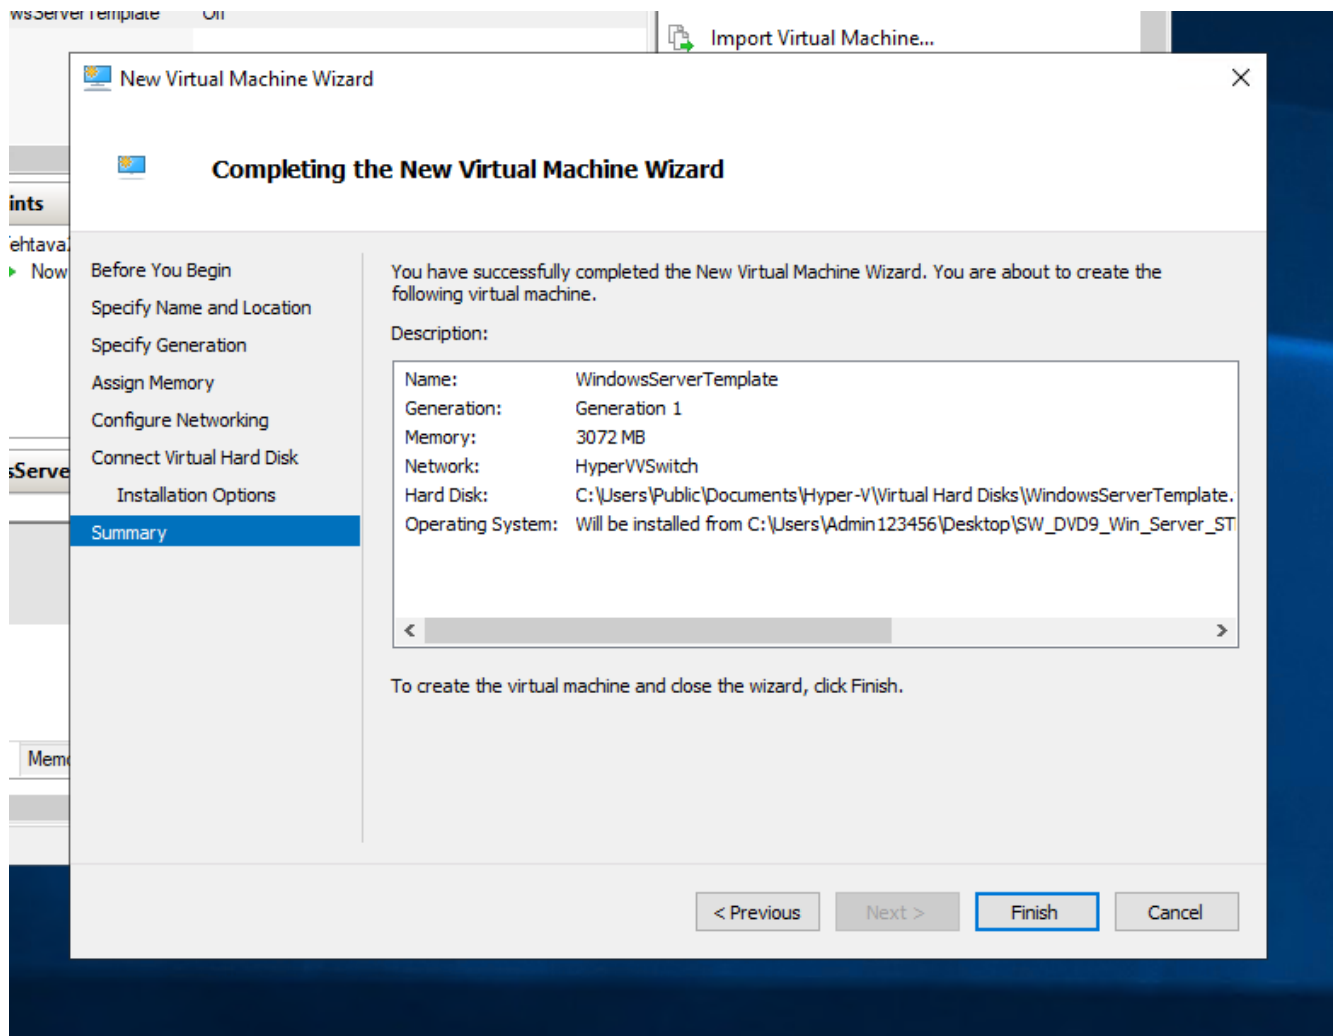 wsServerTemplate Off
Import Virtual Machine...
New Virtual Machine Wizard
Completing the New Virtual Machine Wizard
ints
ehtava
Now
Before You Begin
Specify Name and Location
Specify Generation
Assign Memory
Configure Networking
Connect Virtual Hard Disk
Installation Options
Summary
sServe
Mem
You have successfully completed the New Virtual Machine Wizard. You are about to create the
following virtual machine.
Description:
Name: WindowsServerTemplate
Generation: Generation 1
Memory: 3072 MB
Network: HyperVVSwitch
Hard Disk: C:\Users\Public\Documents\Hyper-V\Virtual Hard Disks\WindowsServerTemplate.
Operating System: Will be installed from C:\Users\Admin123456\Desktop\SW_DVD9_Win_Server_ST
To create the virtual machine and close the wizard, click Finish.
< Previous Next > Finish Cancel